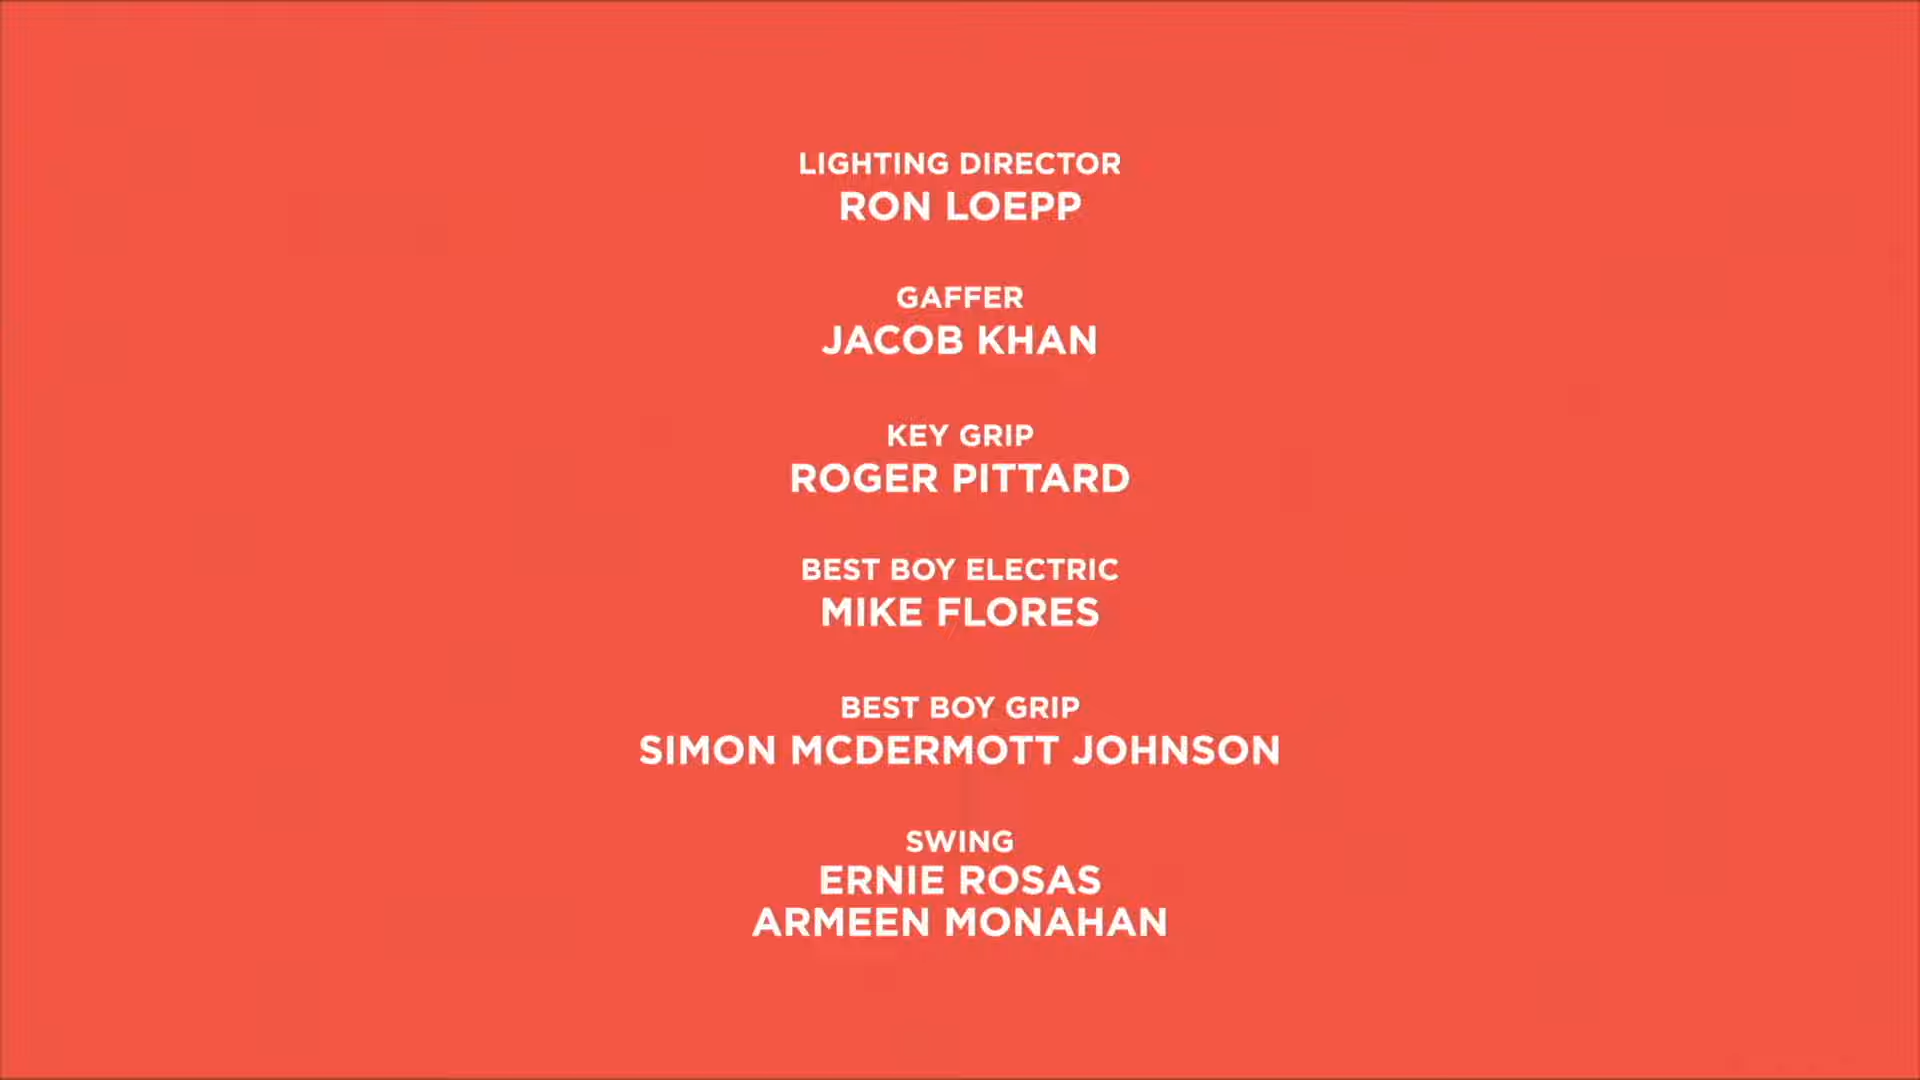 LIGHTING DIRECTOR
RON LOEPP
GAFFER
JACOB KHAN
KEY GRIP
ROGER PITTARD
BEST BOY ELECTRIC
MIKE FLORES
BEST BOY GRIP
SIMON MCDERMOTT JOHNSON
SWING
ERNIE ROSAS
ARMEEN MONAHAN